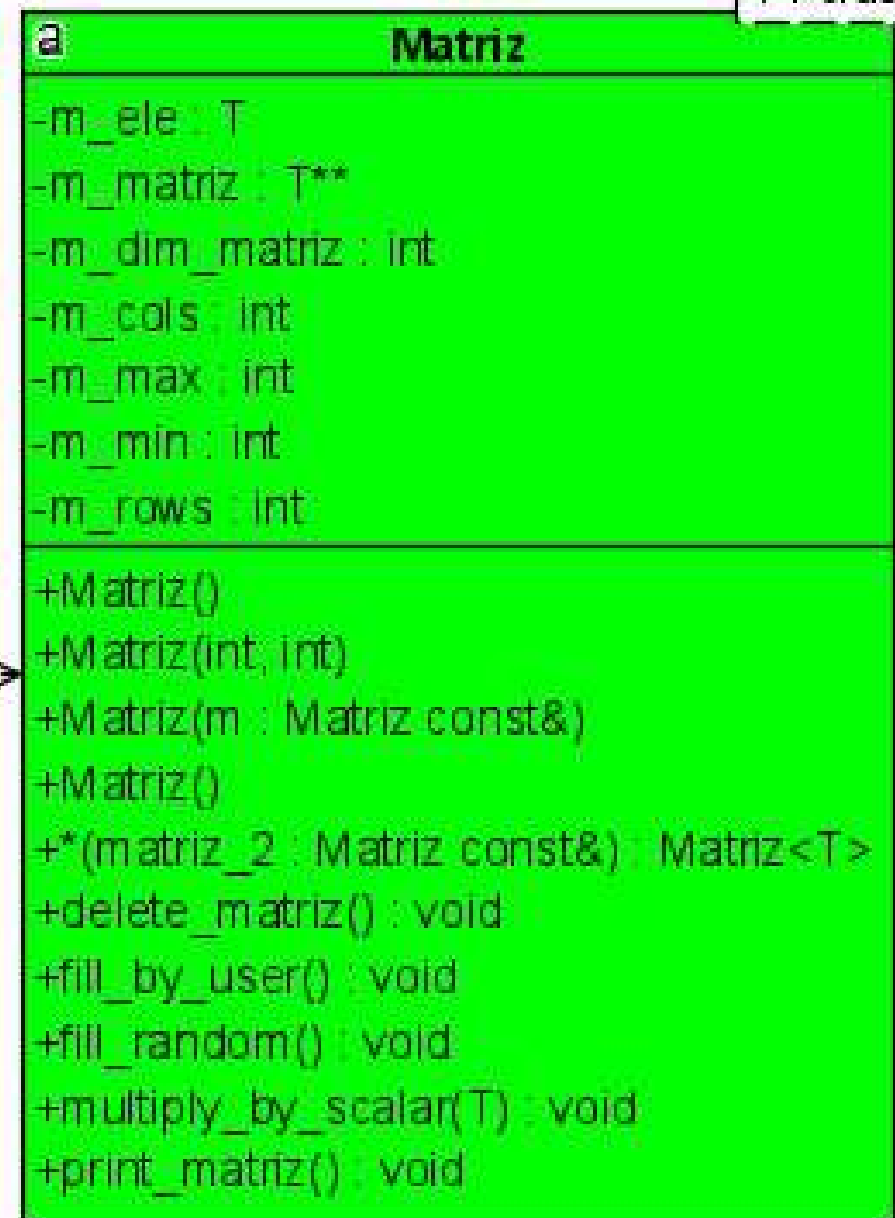 a Matriz
-m_ele : T
-m_matriz : T**
-m_dim_matriz : int
-m_cols : int
-m_max : int
-m_min : int
-m_rows : int
+Matriz()
+Matriz(int, int)
+Matriz(m : Matriz const&)
+Matriz()
+*(matriz_2 : Matriz const&) : Matriz<T>
+delete_matriz() : void
+fill_by_user() : void
+fill_random() : void
+multiply_by_scalar(T) : void
+print_matriz() : void